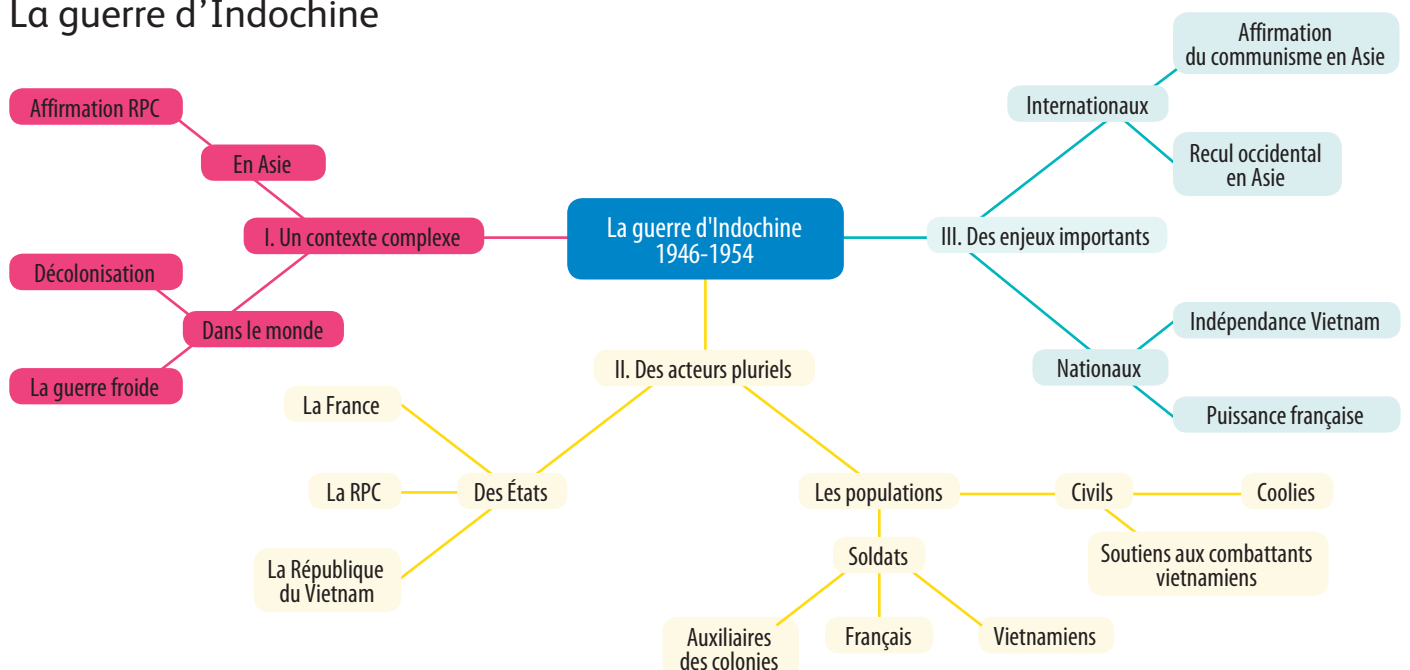 La guerre d'Indochine
Affirmation RPC
En Asie
I. Un contexte complexe
Décolonisation
Dans le monde
La guerre froide
La guerre d'Indochine
1946-1954
II. Des acteurs pluriels
La France
La RPC
Des États
La République
du Vietnam
Les populations
Civils
Coolies
Soutiens aux combattants
vietnamiens
Soldats
Auxiliaires
des colonies
Français
Vietnamiens
III. Des enjeux importants
Internationaux
Affirmation
du communisme en Asie
Recul occidental
en Asie
Nationaux
Indépendance Vietnam
Puissance française